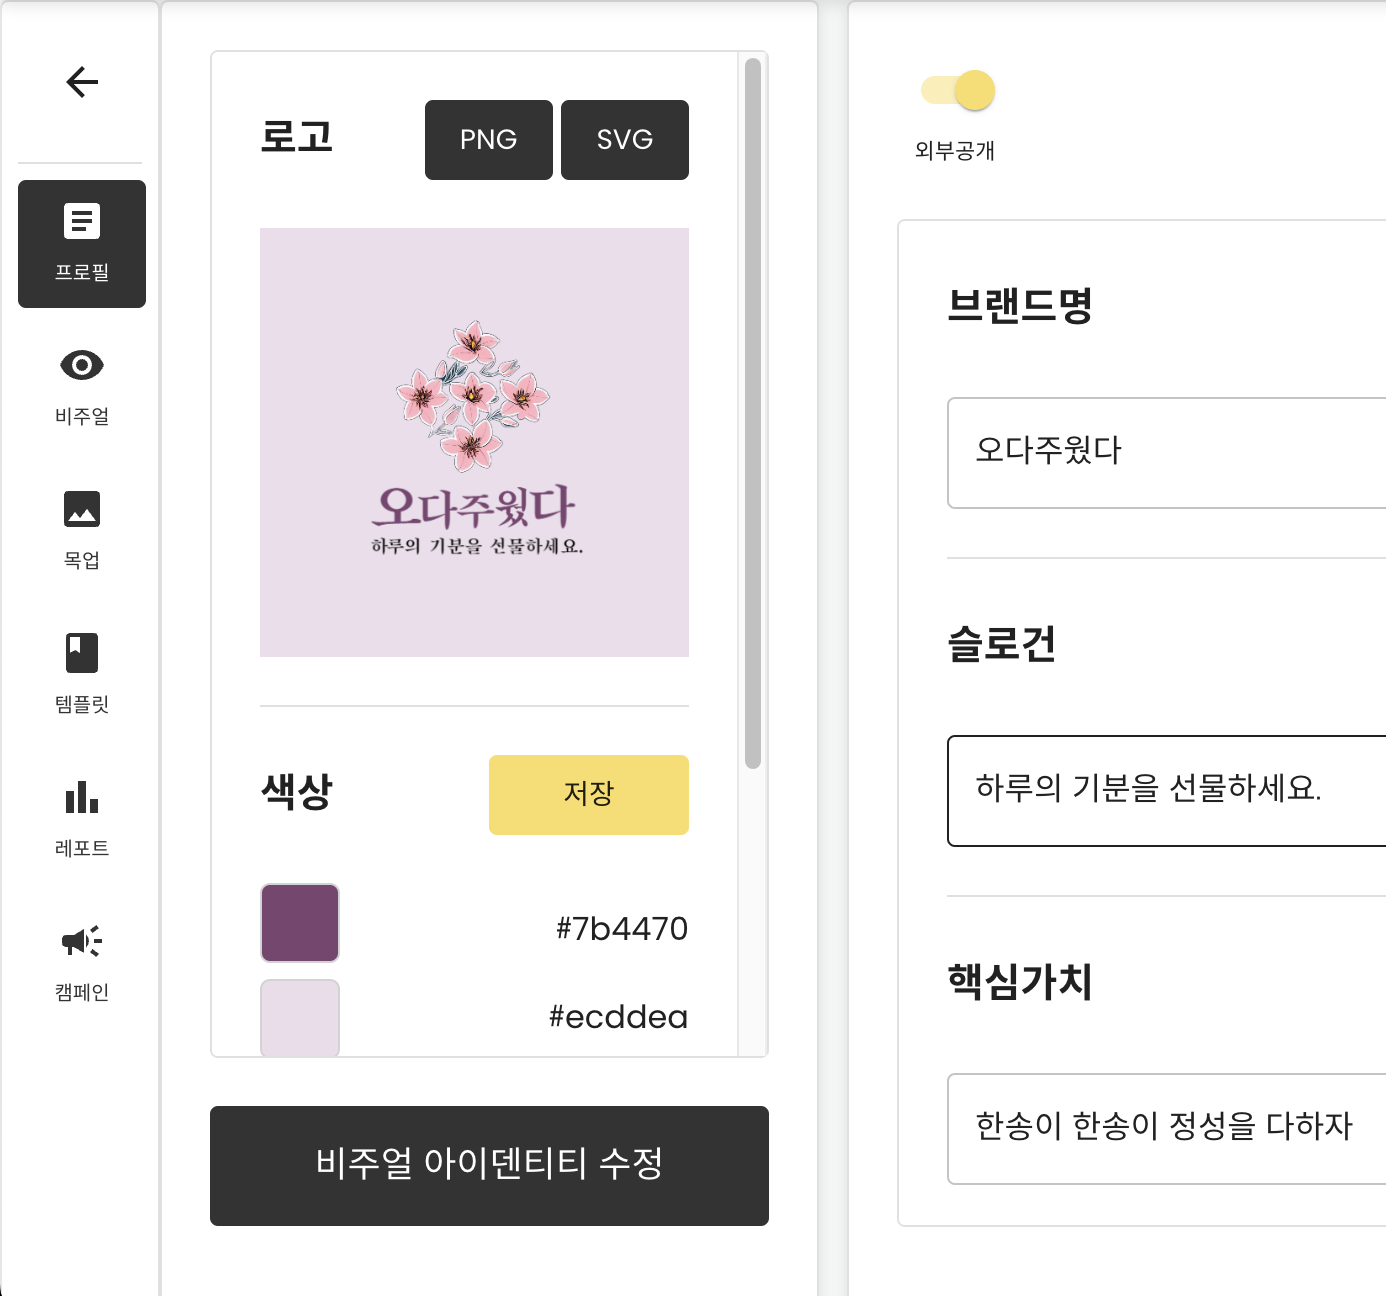 프로필
비주얼
목업
템플릿
레포트
캠페인
로고
PNG
SVG
오다주웠다
하루의 기분을 선물하세요.
색상
저장
#7b4470
#ecddea
비주얼 아이덴티티 수정
외부공개
브랜드명
오다주웠다
슬로건
하루의 기분을 선물하세요.
핵심가치
한송이 한송이 정성을 다하자